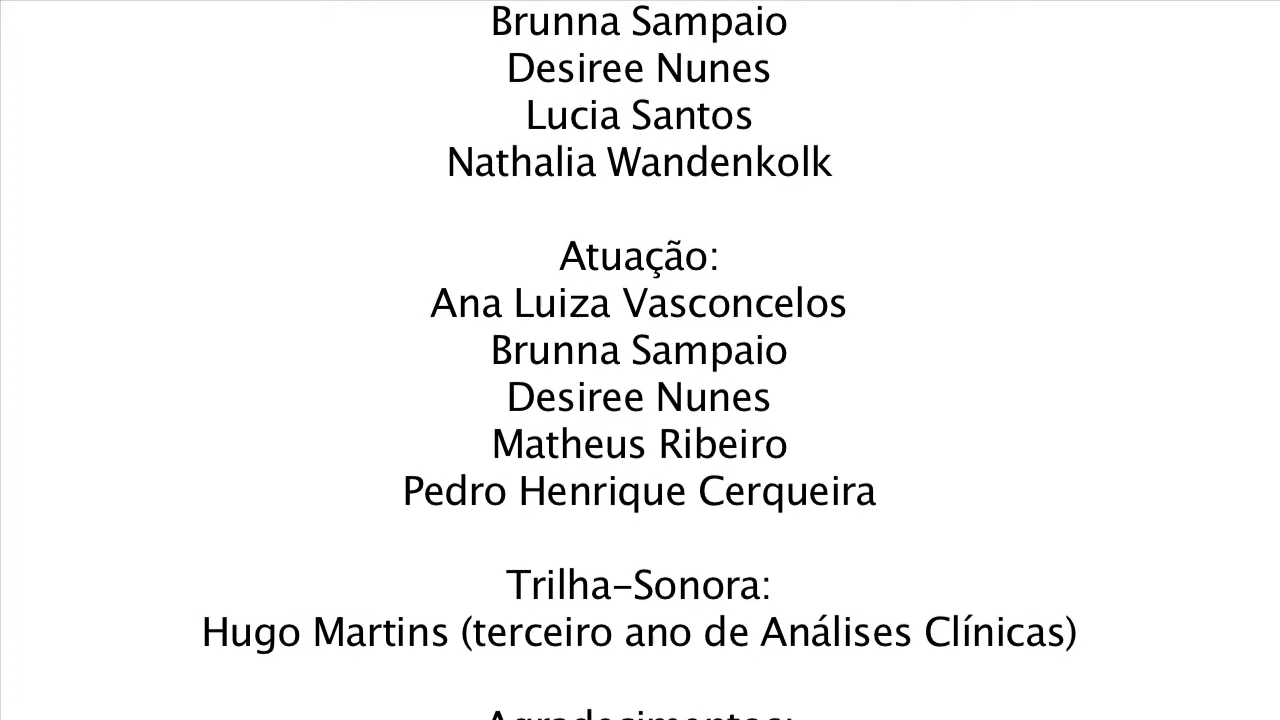 Brunna Sampaio
Desiree Nunes
Lucia Santos
Nathalia Wandenkolk
Atuação:
Ana Luiza Vasconcelos
Brunna Sampaio
Desiree Nunes
Matheus Ribeiro
Pedro Henrique Cerqueira
Trilha-Sonora:
Hugo Martins (terceiro ano de Análises Clínicas)
Agradecimentos: